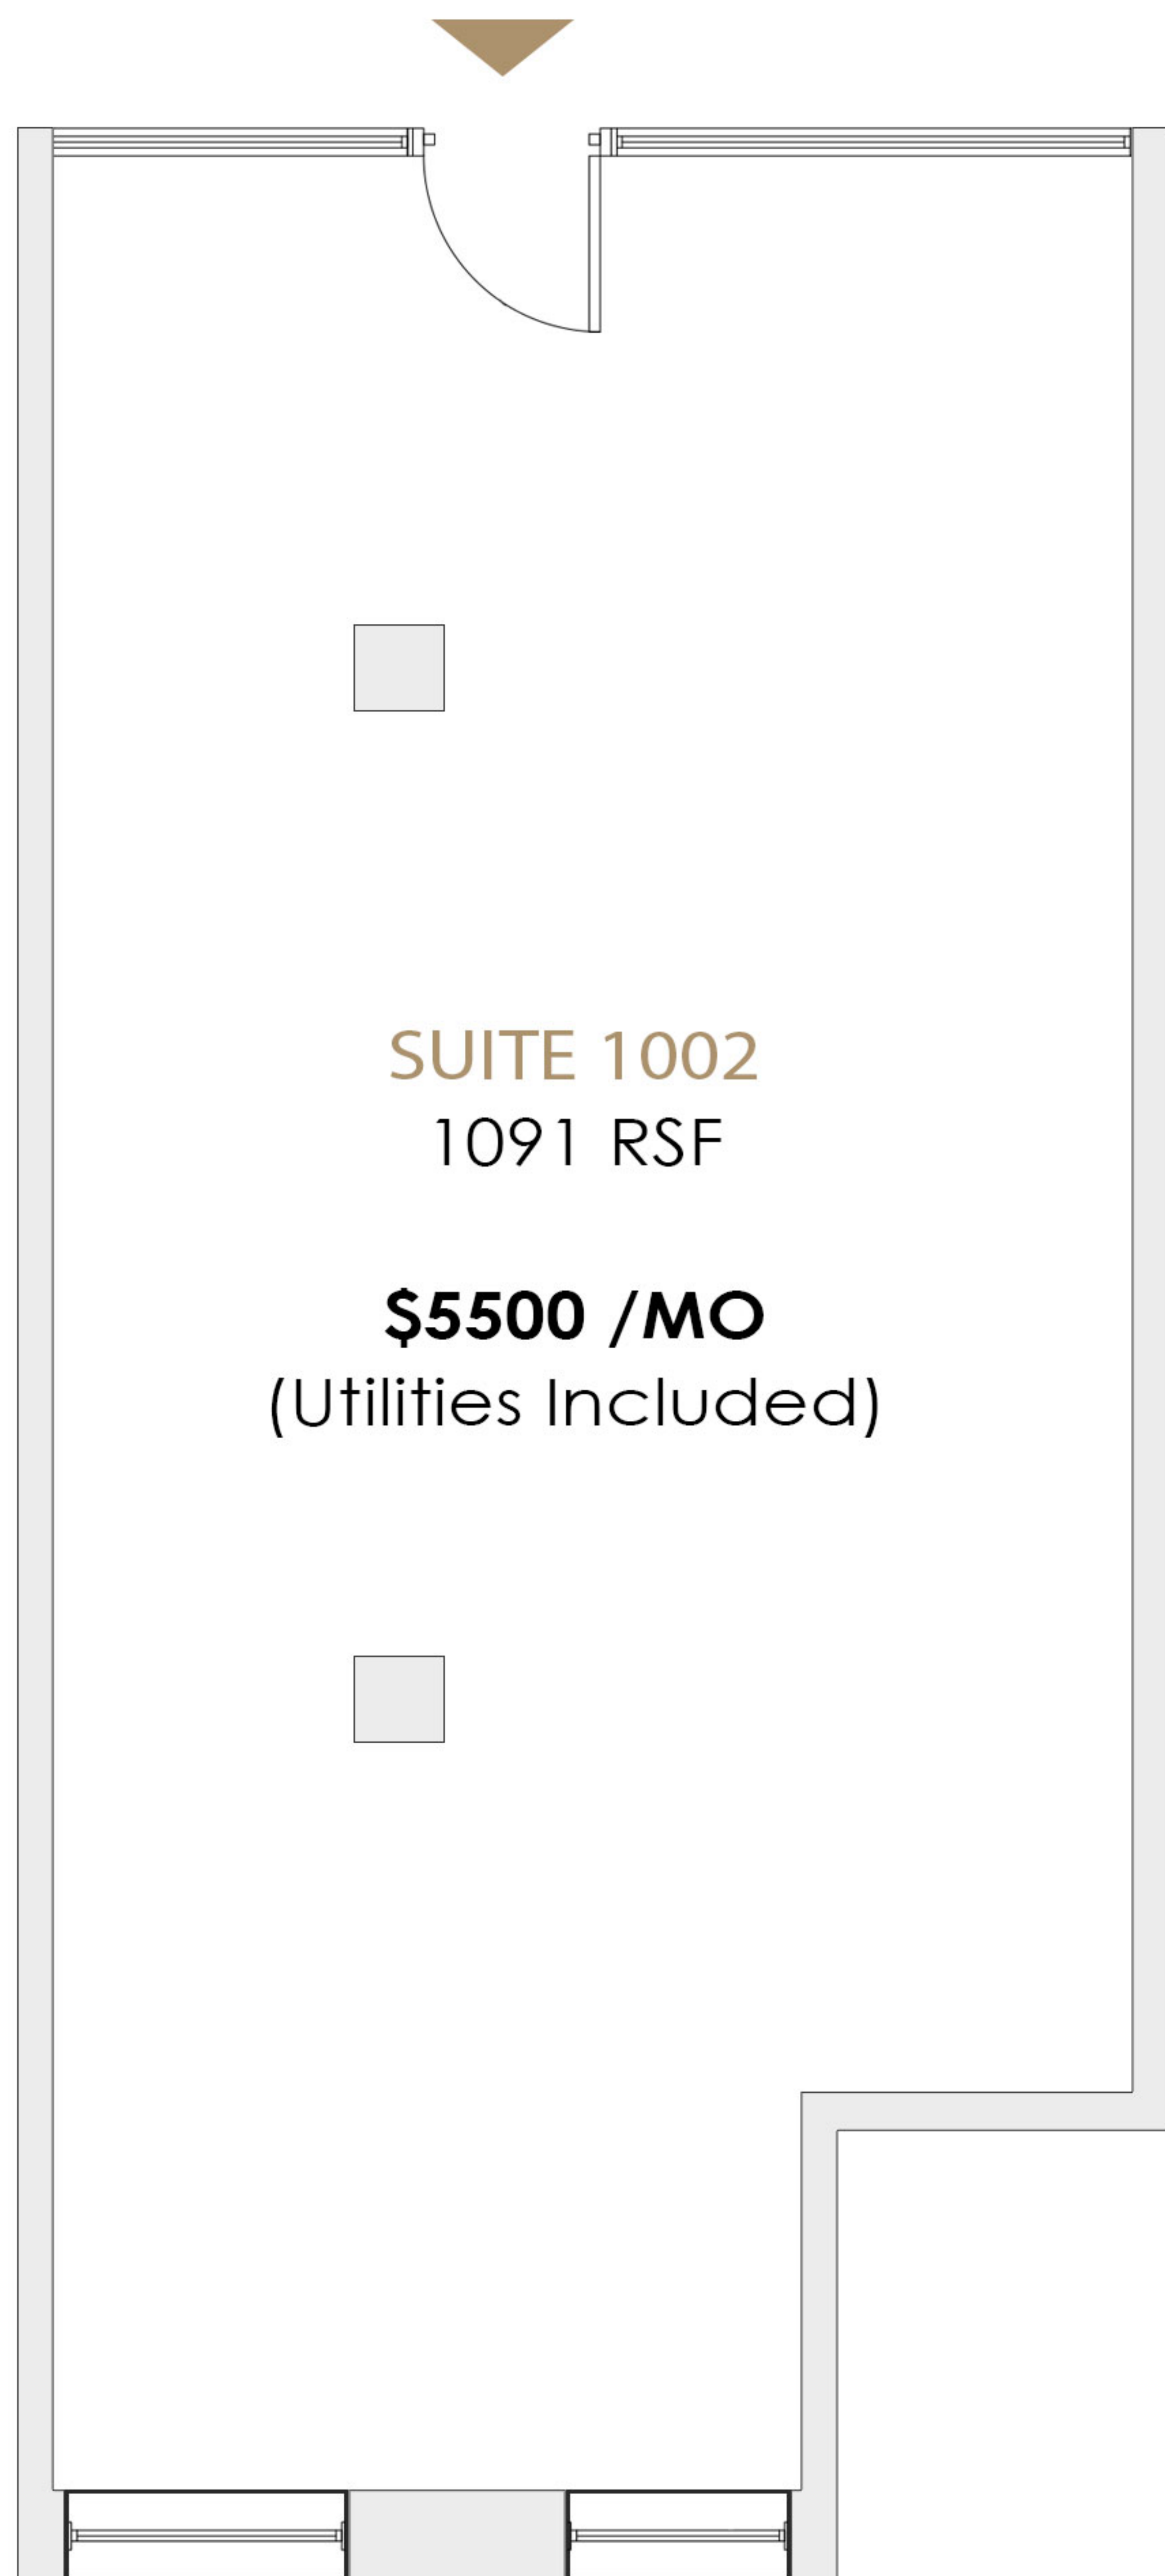 SUITE 1002
1091 RSF
$5500 /MO
(Utilities Included)